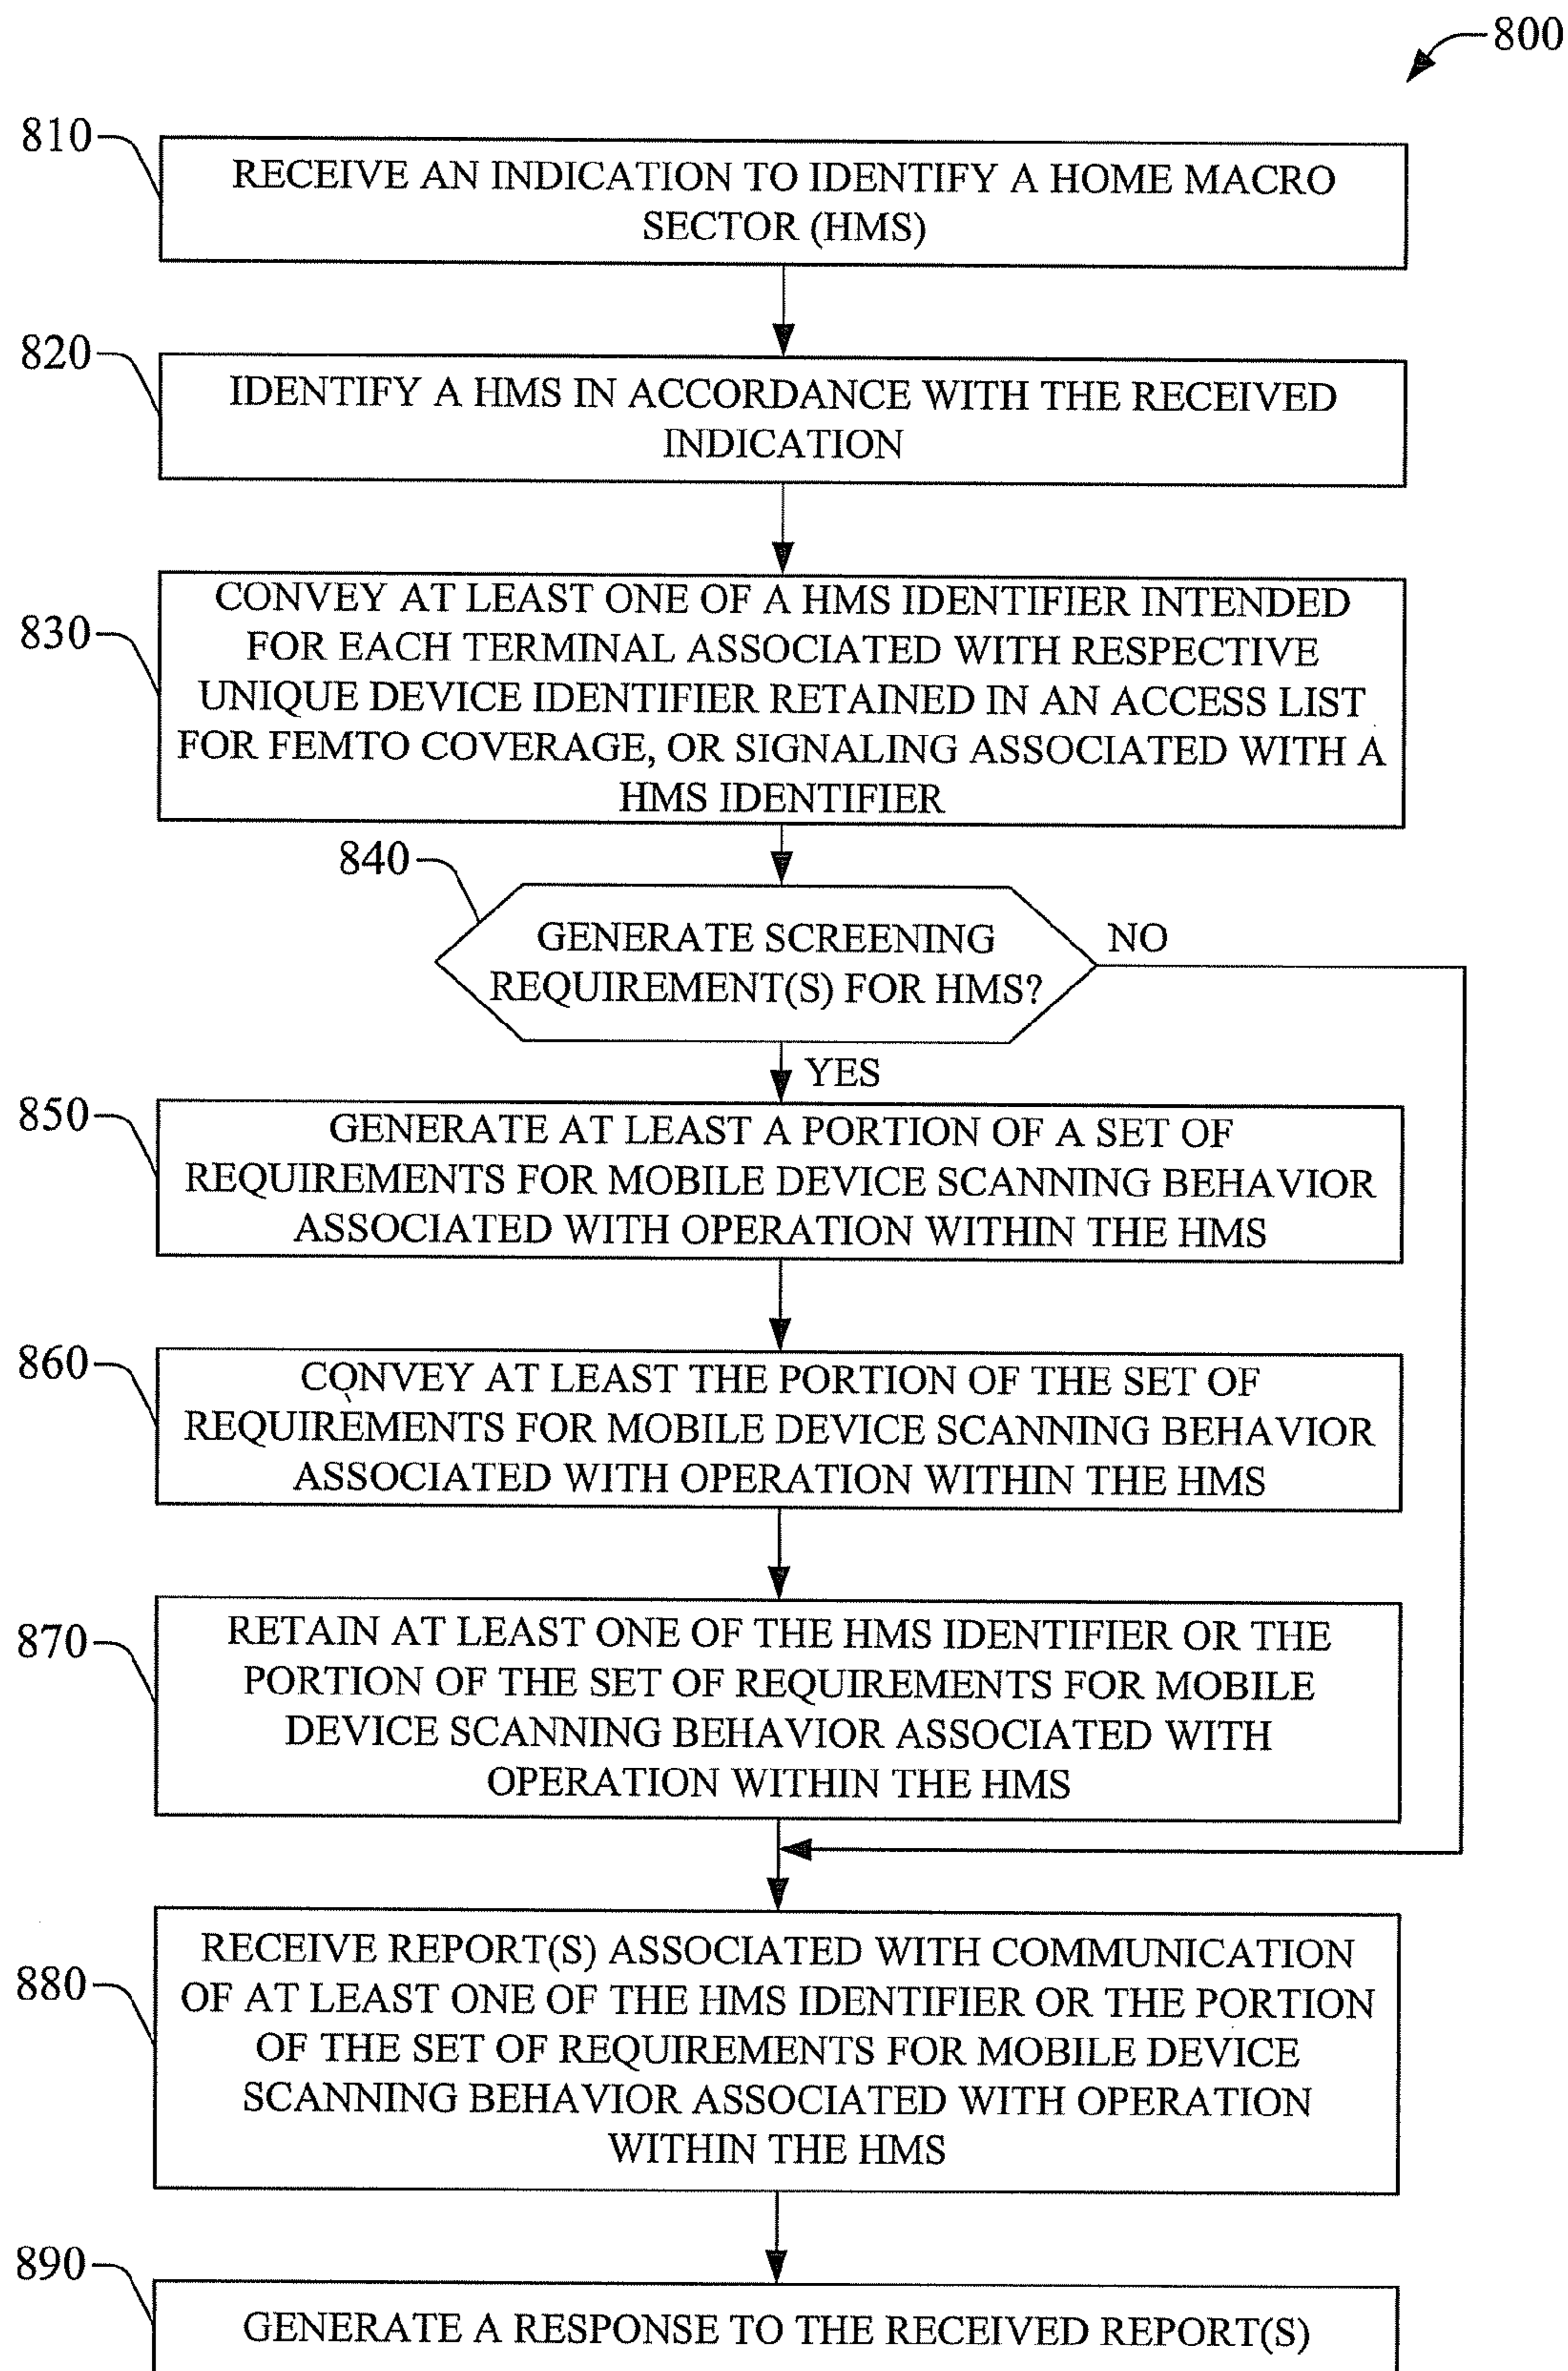 800
810
RECEIVE AN INDICATION TO IDENTIFY A HOME MACRO
SECTOR (HMS)
820
IDENTIFY A HMS IN ACCORDANCE WITH THE RECEIVED
INDICATION
830
CONVEY AT LEAST ONE OF A HMS IDENTIFIER INTENDED
FOR EACH TERMINAL ASSOCIATED WITH RESPECTIVE
UNIQUE DEVICE IDENTIFIER RETAINED IN AN ACCESS LIST
FOR FEMTO COVERAGE, OR SIGNALING ASSOCIATED WITH A
HMS IDENTIFIER
840
GENERATE SCREENING
REQUIREMENT(S) FOR HMS?
NO
YES
850
GENERATE AT LEAST A PORTION OF A SET OF
REQUIREMENTS FOR MOBILE DEVICE SCANNING BEHAVIOR
ASSOCIATED WITH OPERATION WITHIN THE HMS
860
CONVEY AT LEAST THE PORTION OF THE SET OF
REQUIREMENTS FOR MOBILE DEVICE SCANNING BEHAVIOR
ASSOCIATED WITH OPERATION WITHIN THE HMS
870
RETAIN AT LEAST ONE OF THE HMS IDENTIFIER OR THE
PORTION OF THE SET OF REQUIREMENTS FOR MOBILE
DEVICE SCANNING BEHAVIOR ASSOCIATED WITH
OPERATION WITHIN THE HMS
880
RECEIVE REPORT(S) ASSOCIATED WITH COMMUNICATION
OF AT LEAST ONE OF THE HMS IDENTIFIER OR THE PORTION
OF THE SET OF REQUIREMENTS FOR MOBILE DEVICE
SCANNING BEHAVIOR ASSOCIATED WITH OPERATION
WITHIN THE HMS
890
GENERATE A RESPONSE TO THE RECEIVED REPORT(S)